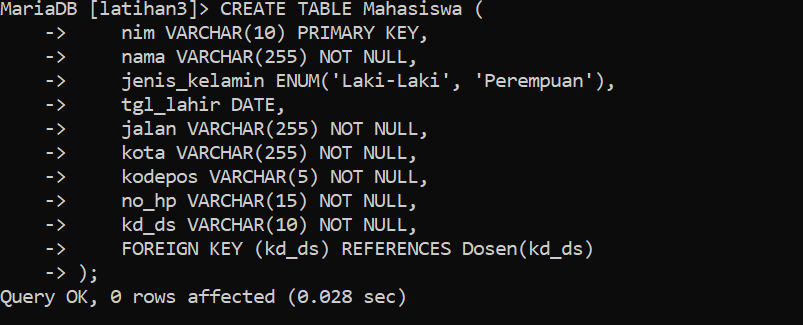 MariaDB [latihan3]> CREATE TABLE Mahasiswa (
    ->     nim VARCHAR(10) PRIMARY KEY,
    ->     nama VARCHAR(255) NOT NULL,
    ->     jenis_kelamin ENUM('Laki-Laki', 'Perempuan'),
    ->     tgl_lahir DATE,
    ->     jalan VARCHAR(255) NOT NULL,
    ->     kota VARCHAR(255) NOT NULL,
    ->     kodepos VARCHAR(5) NOT NULL,
    ->     no_hp VARCHAR(15) NOT NULL,
    ->     kd_ds VARCHAR(10) NOT NULL,
    ->     FOREIGN KEY (kd_ds) REFERENCES Dosen(kd_ds)
    -> );
Query OK, 0 rows affected (0.028 sec)